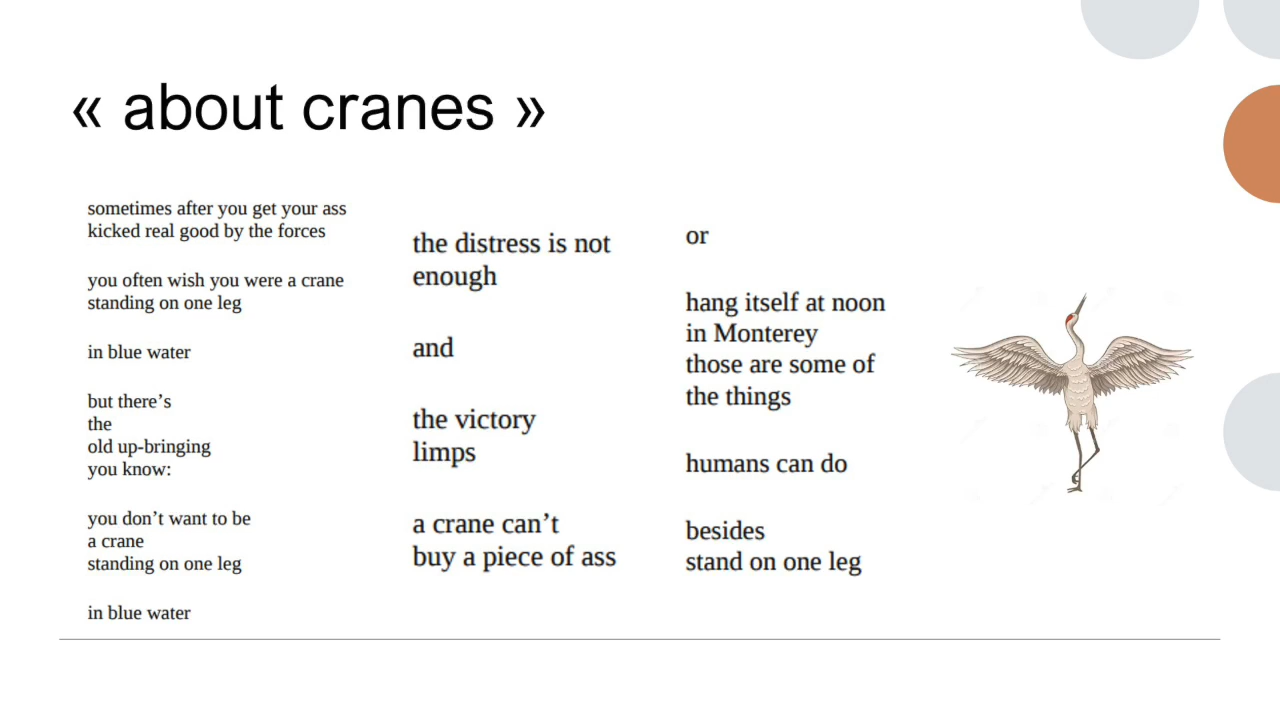 « about cranes »
sometimes after you get your ass
kicked real good by the forces
you often wish you were a crane
standing on one leg
in blue water
but there’s
the
old up-bringing
you know:
you don’t want to be
a crane
standing on one leg
in blue water
the distress is not
enough
and
the victory
limps
a crane can’t
buy a piece of ass
or
hang itself at noon
in Monterey
those are some of
the things
humans can do
besides
stand on one leg